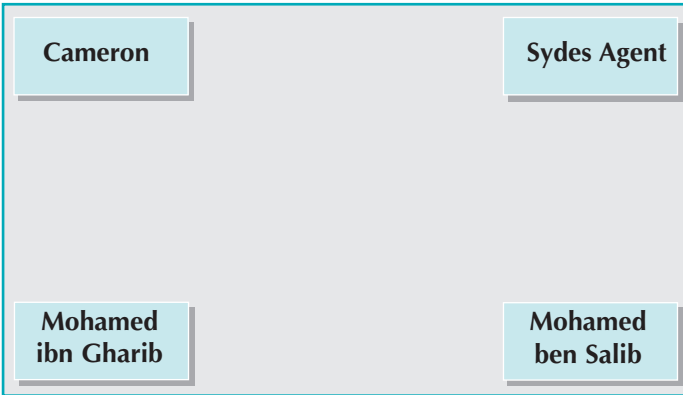 Cameron
Sydes Agent
Mohamed
ibn Gharib
Mohamed
ben Salib